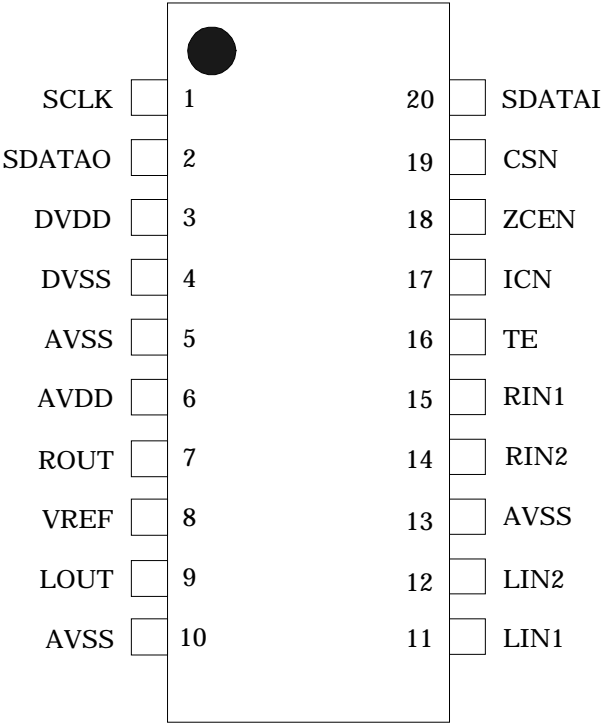 SCLK 1 20 SDATAI
SDATAO 2 19 CSN
DVDD 3 18 ZCEN
DVSS 4 17 ICN
AVSS 5 16 TE
AVDD 6 15 RIN1
ROUT 7 14 RIN2
VREF 8 13 AVSS
LOUT 9 12 LIN2
AVSS 10 11 LIN1